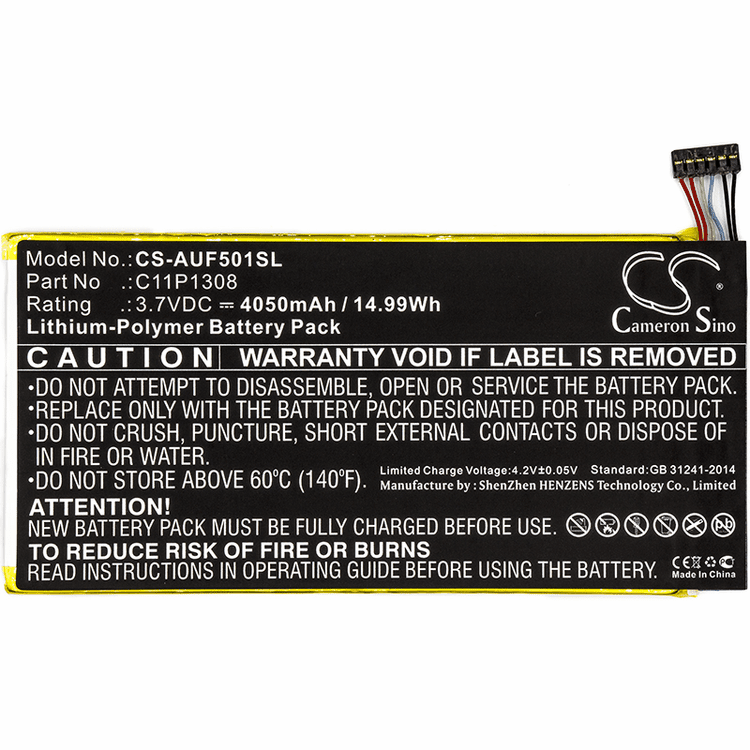 Model No.:CS-AUF501SL
Part No :C11P1308
Rating :3.7VDC ⎓ 4050mAh / 14.99Wh
Lithium-Polymer Battery Pack
CS
Cameron Sino
CAUTION WARRANTY VOID IF LABEL IS REMOVED
•DO NOT ATTEMPT TO DISASSEMBLE, OPEN OR SERVICE THE BATTERY PACK.
•REPLACE ONLY WITH THE BATTERY PACK DESIGNATED FOR THIS PRODUCT.
•DO NOT CRUSH, PUNCTURE, SHORT EXTERNAL CONTACTS OR DISPOSE OF
IN FIRE OR WATER.
•DO NOT STORE ABOVE 60ºC (140ºF).
Limited Charge Voltage:4.2V±0.05V Standard:GB 31241-2014
Manufacture by : ShenZhen HENZENS Technology Co., Limited
ATTENTION!
NEW BATTERY PACK MUST BE FULLY CHARGED BEFORE USE.
TO REDUCE RISK OF FIRE OR BURNS
READ INSTRUCTIONS IN OPERATING GUIDE BEFORE USING THE BATTERY.
Pb
CE
Made In China